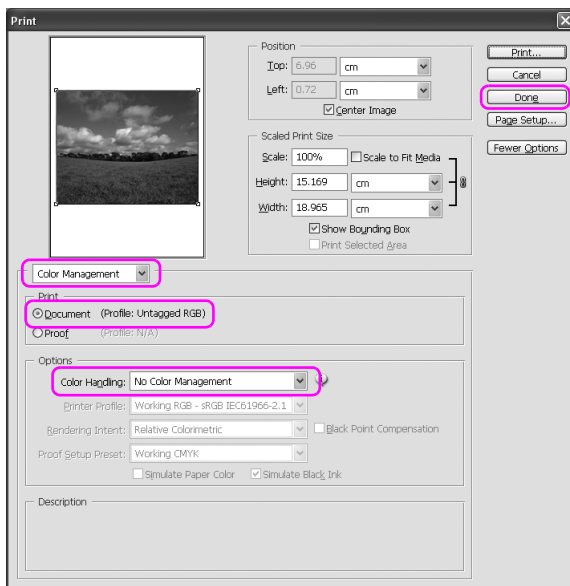 Print
Position
Top: 6.96 cm
Left: 0.72 cm
Center Image
Scaled Print Size
Scale: 100% Scale to Fit Media
Height: 15.169 cm
Width: 18.965 cm
Show Bounding Box
Print Selected Area
Print...
Cancel
Done
Page Setup...
Fewer Options
Color Management
Print
Document (Profile: Untagged RGB)
Proof (Profile: N/A)
Options
Color Handling: No Color Management
Printer Profile: Working RGB - sRGB IEC61966-2.1
Rendering Intent: Relative Colorimetric Black Point Compensation
Proof Setup Preset: Working CMYK
Simulate Paper Color Simulate Black Ink
Description